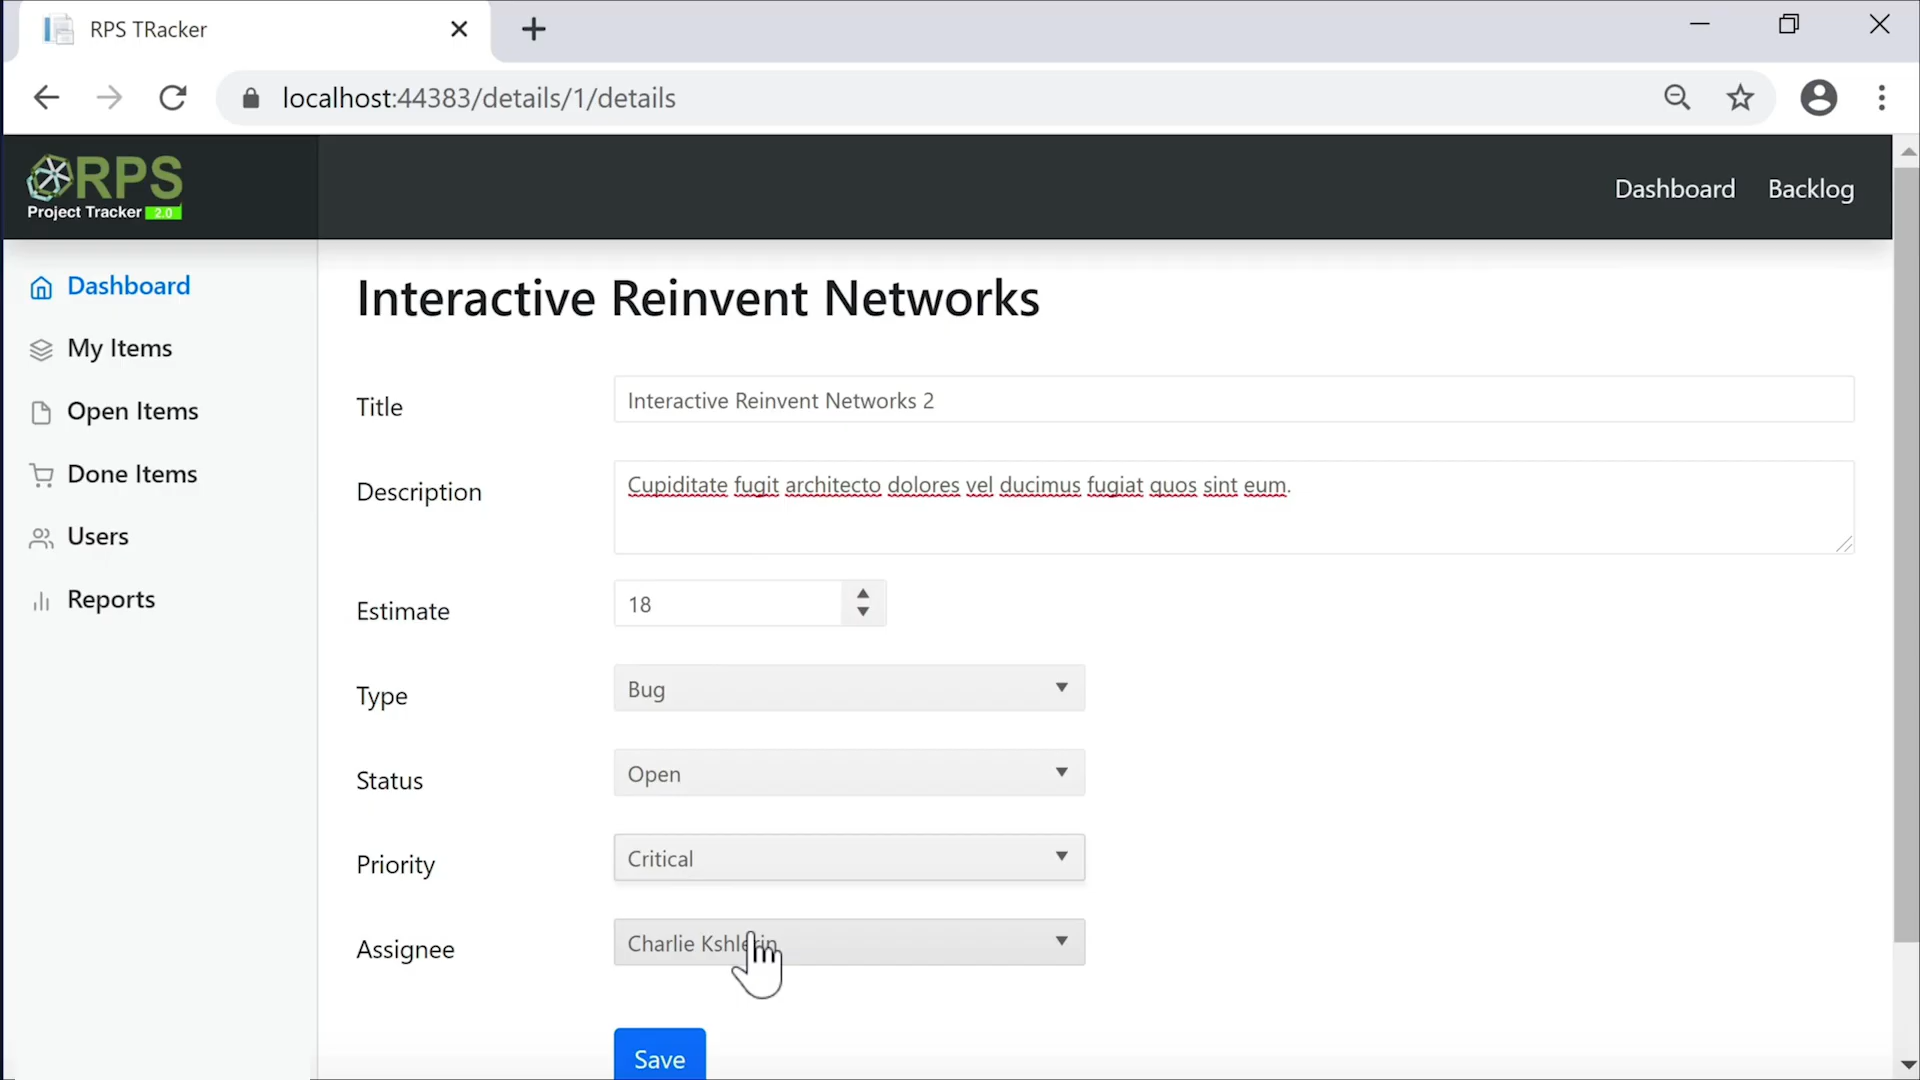 RPS TRacker
localhost:44383/details/1/details
RPS
Project Tracker 2.0
Dashboard Backlog
Dashboard
My Items
Open Items
Done Items
Users
Reports
Interactive Reinvent Networks
Title
Interactive Reinvent Networks 2
Description
Cupiditate fugit architecto dolores vel ducimus fugiat quos sint eum.
Estimate
18
Type
Bug
Status
Open
Priority
Critical
Assignee
Charlie Kshlerin
Save